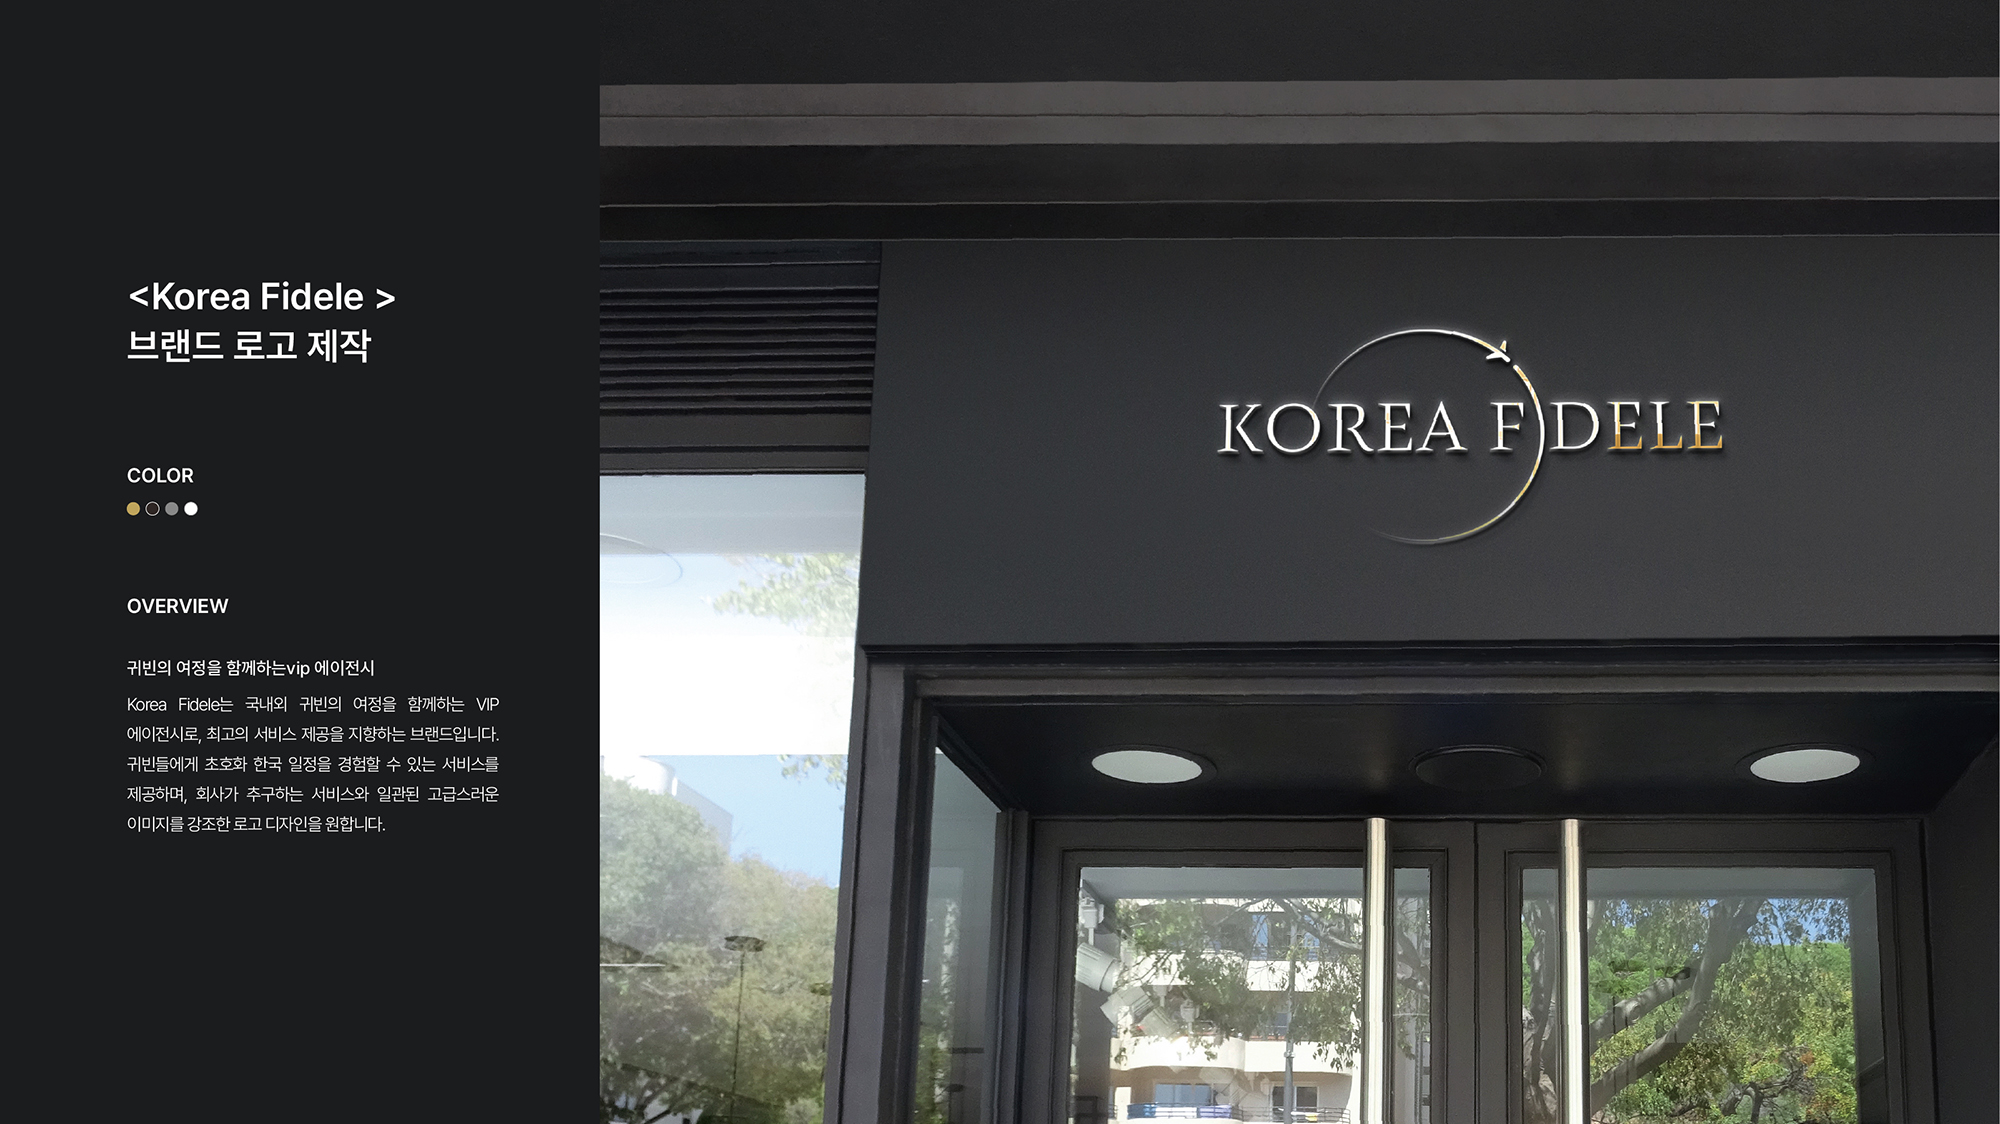 <Korea Fidele >
브랜드 로고 제작
COLOR
OVERVIEW
귀빈의 여정을 함께하는vip 에이전시
Korea Fidele는 국내외 귀빈의 여정을 함께하는 VIP
에이전시로, 최고의 서비스 제공을 지향하는 브랜드입니다.
귀빈들에게 초호화 한국 일정을 경험할 수 있는 서비스를
제공하며, 회사가 추구하는 서비스와 일관된 고급스러운
이미지를 강조한 로고 디자인을 원합니다.
KOREA F)DELE